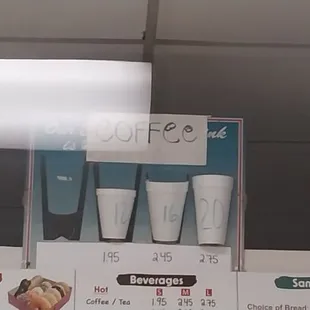 COFFEE
12 16 20
1.95 2.45 2.75
Beverages
Hot S M L
Coffee / Tea 1.95 2.45 2.75
Choice of Bread